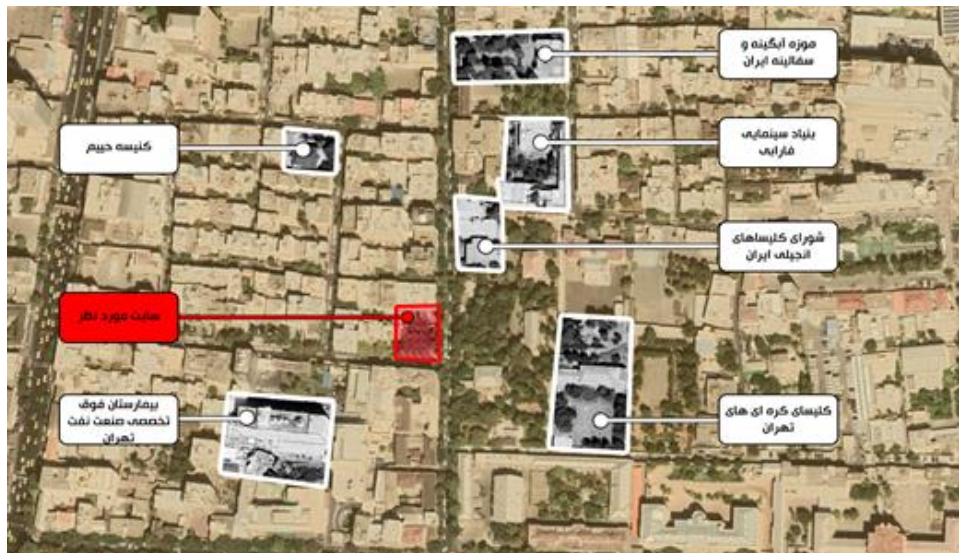 موزه آبگینه و
سفالینه ایران
بنیاد سینمایی
فارابی
کنیسه حییم
شورای کلیساهای
انجیلی ایران
سایت مورد نظر
بیمارستان فوق
تخصصی صنعت نفت
تهران
کلیسای کره ای های
تهران